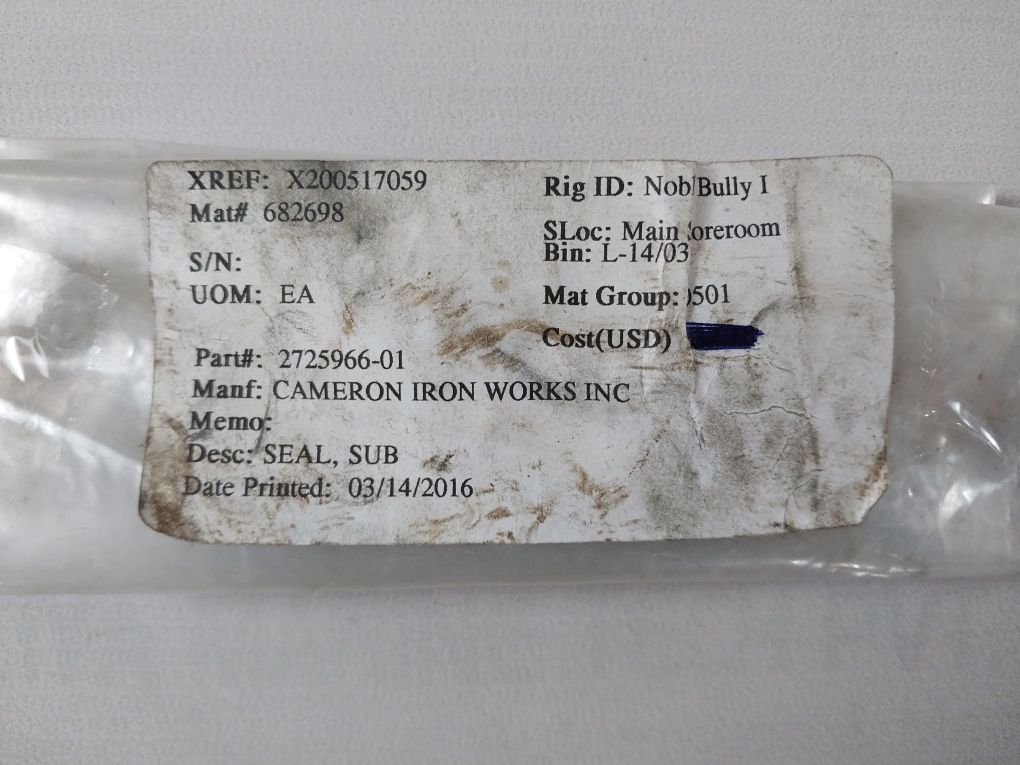 XREF: X200517059
Mat# 682698
S/N:
UOM: EA
Part#: 2725966-01
Manf: CAMERON IRON WORKS INC
Memo:
Desc: SEAL, SUB
Date Printed: 03/14/2016
Rig ID: Nobl Bully I
SLoc: Main oreroom
Bin: L-14/03
Mat Group: 501
Cost(USD)